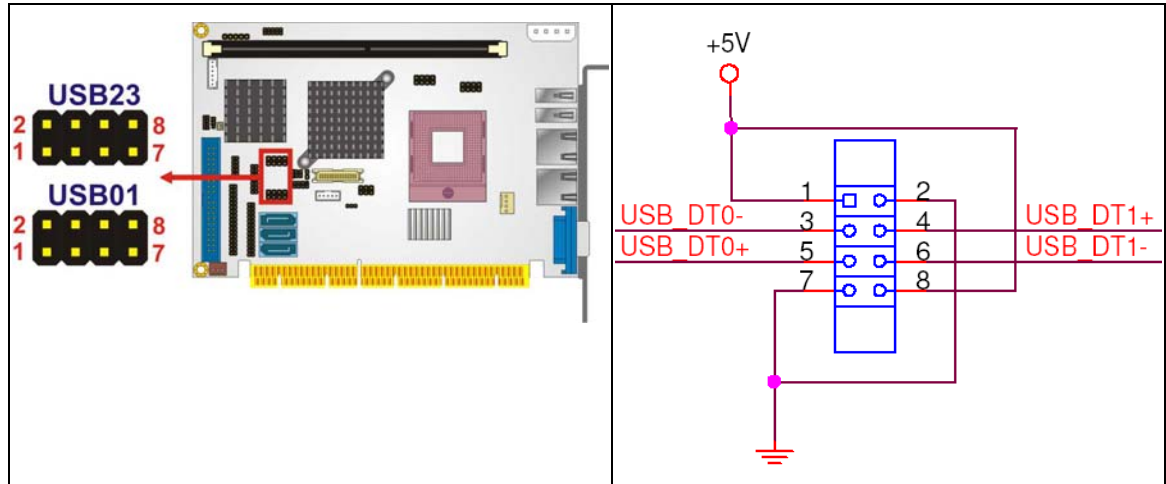 USB23
2 8
1 7
USB01
2 8
1 7
+5V
1 2
USB_DT0- 3 4 USB_DT1+
USB_DT0+ 5 6 USB_DT1-
7 8